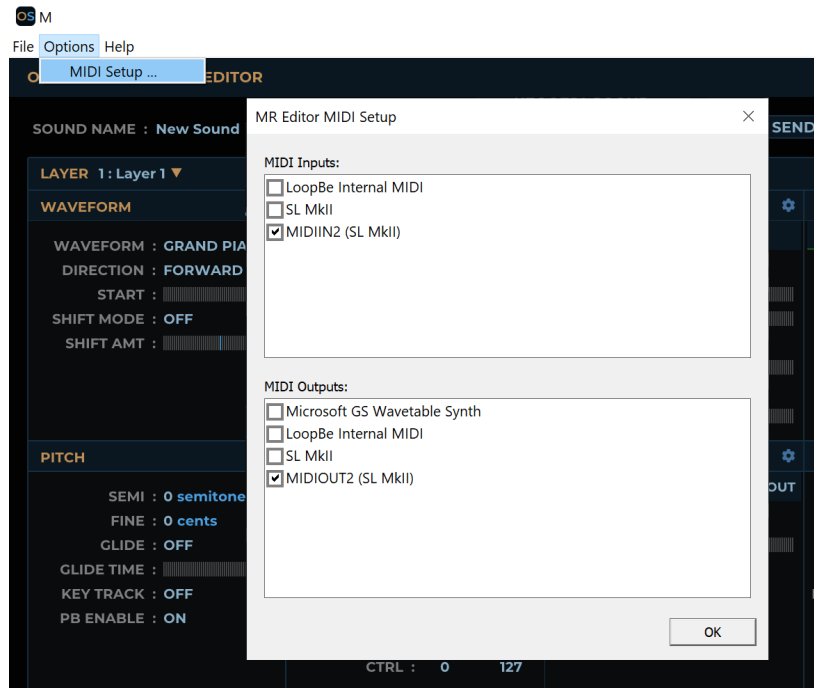 OS M
File Options Help
MIDI Setup ...
EDITOR
SOUND NAME : New Sound
SEND
LAYER 1 : Layer 1
WAVEFORM
WAVEFORM : GRAND PIA
DIRECTION : FORWARD
START :
SHIFT MODE : OFF
SHIFT AMT :
PITCH
SEMI : 0 semitone
FINE : 0 cents
GLIDE : OFF
GLIDE TIME :
KEY TRACK : OFF
PB ENABLE : ON
MR Editor MIDI Setup
MIDI Inputs:
LoopBe Internal MIDI
SL MkII
MIDIIN2 (SL MkII)
MIDI Outputs:
Microsoft GS Wavetable Synth
LoopBe Internal MIDI
SL MkII
MIDIOUT2 (SL MkII)
OK
OUT
CTRL : 0 127